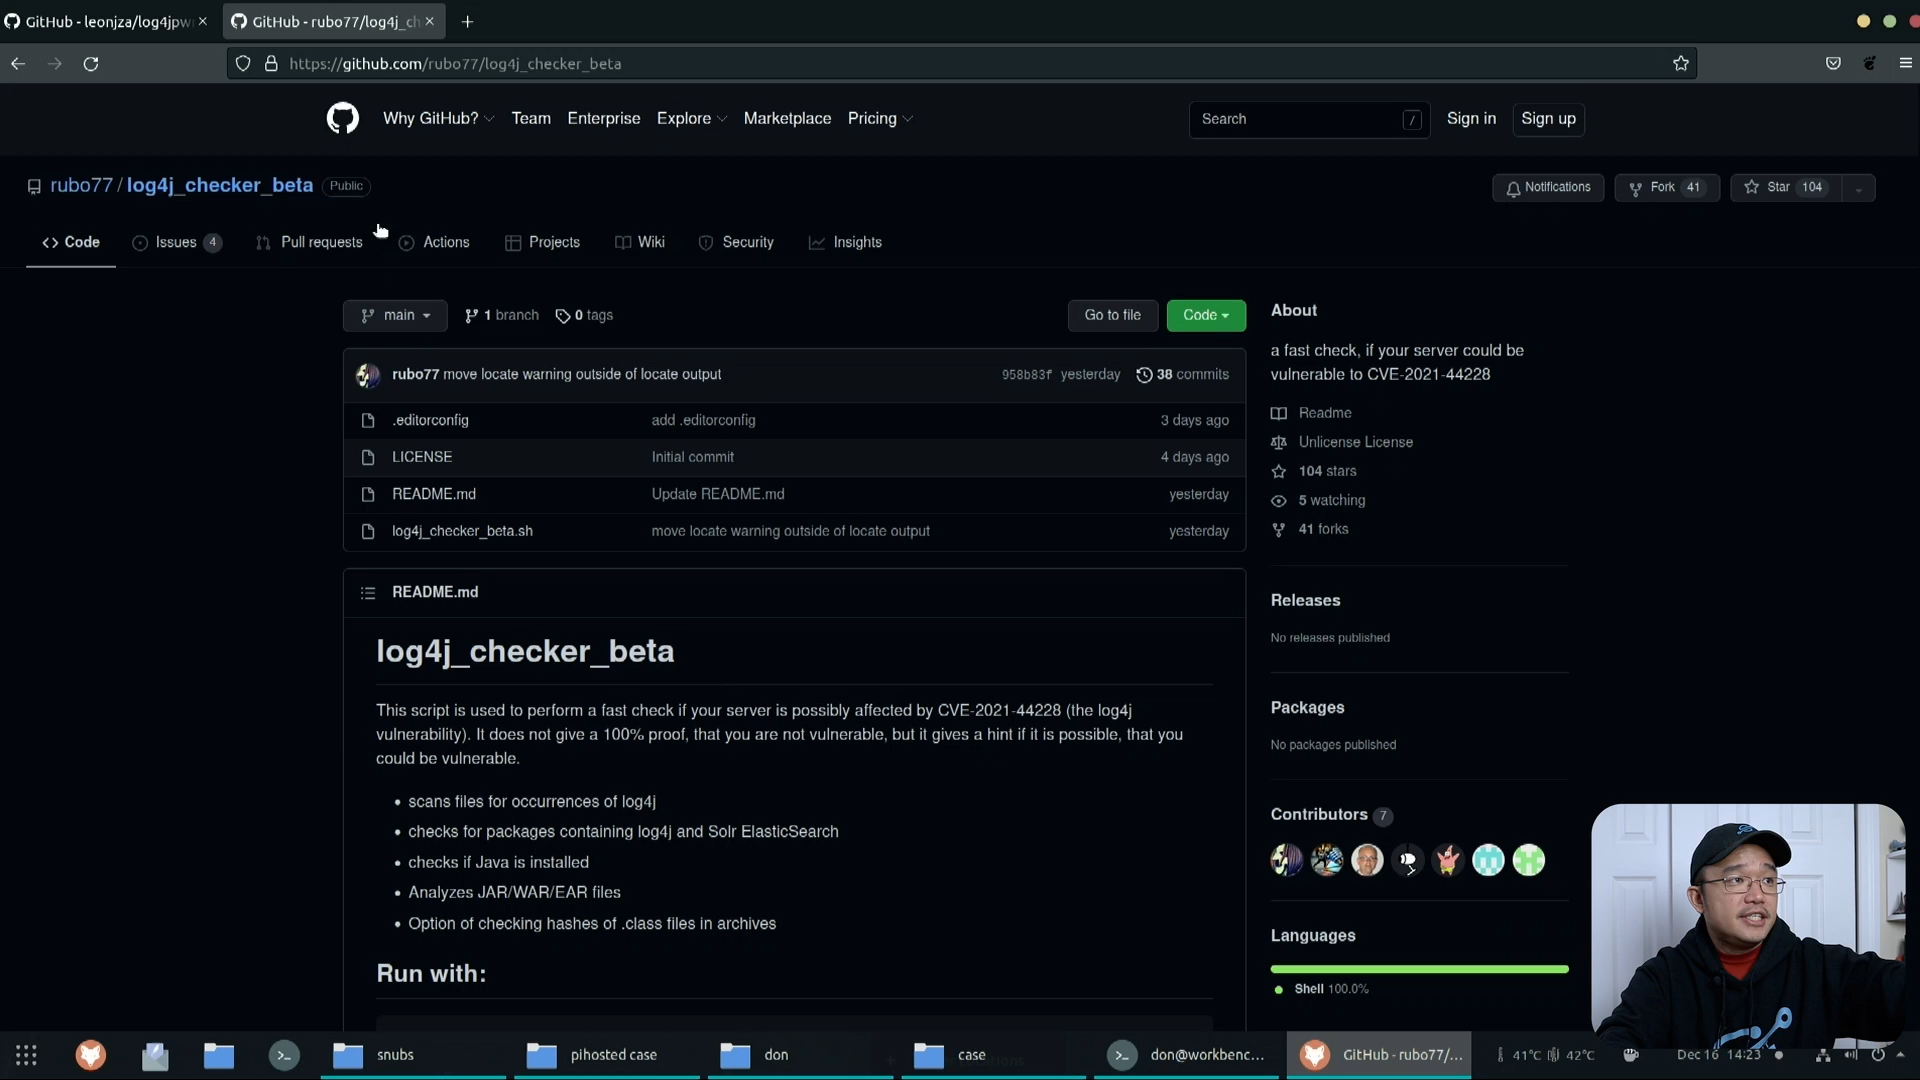 GitHub - leonjza/log4jpw
GitHub - rubo77/log4j_ch
https://github.com/rubo77/log4j_checker_beta
Why GitHub? Team Enterprise Explore Marketplace Pricing
Search /
Sign in
Sign up
rubo77 / log4j_checker_beta Public
Notifications
Fork 41
Star 104
Code
Issues 4
Pull requests
Actions
Projects
Wiki
Security
Insights
main
1 branch
0 tags
Go to file
Code
rubo77 move locate warning outside of locate output 958b83f yesterday 38 commits
.editorconfig add .editorconfig 3 days ago
LICENSE Initial commit 4 days ago
README.md Update README.md yesterday
log4j_checker_beta.sh move locate warning outside of locate output yesterday
README.md
log4j_checker_beta
This script is used to perform a fast check if your server is possibly affected by CVE-2021-44228 (the log4j
vulnerability). It does not give a 100% proof, that you are not vulnerable, but it gives a hint if it is possible, that you
could be vulnerable.
• scans files for occurrences of log4j
• checks for packages containing log4j and Solr ElasticSearch
• checks if Java is installed
• Analyzes JAR/WAR/EAR files
• Option of checking hashes of .class files in archives
Run with:
About
a fast check, if your server could be
vulnerable to CVE-2021-44228
Readme
Unlicense License
104 stars
5 watching
41 forks
Releases
No releases published
Packages
No packages published
Contributors 7
Languages
Shell 100.0%
snubs
pihosted case
don
case
don@workbenc...
GitHub - rubo77/...
41°C
42°C
Dec 16 14:23